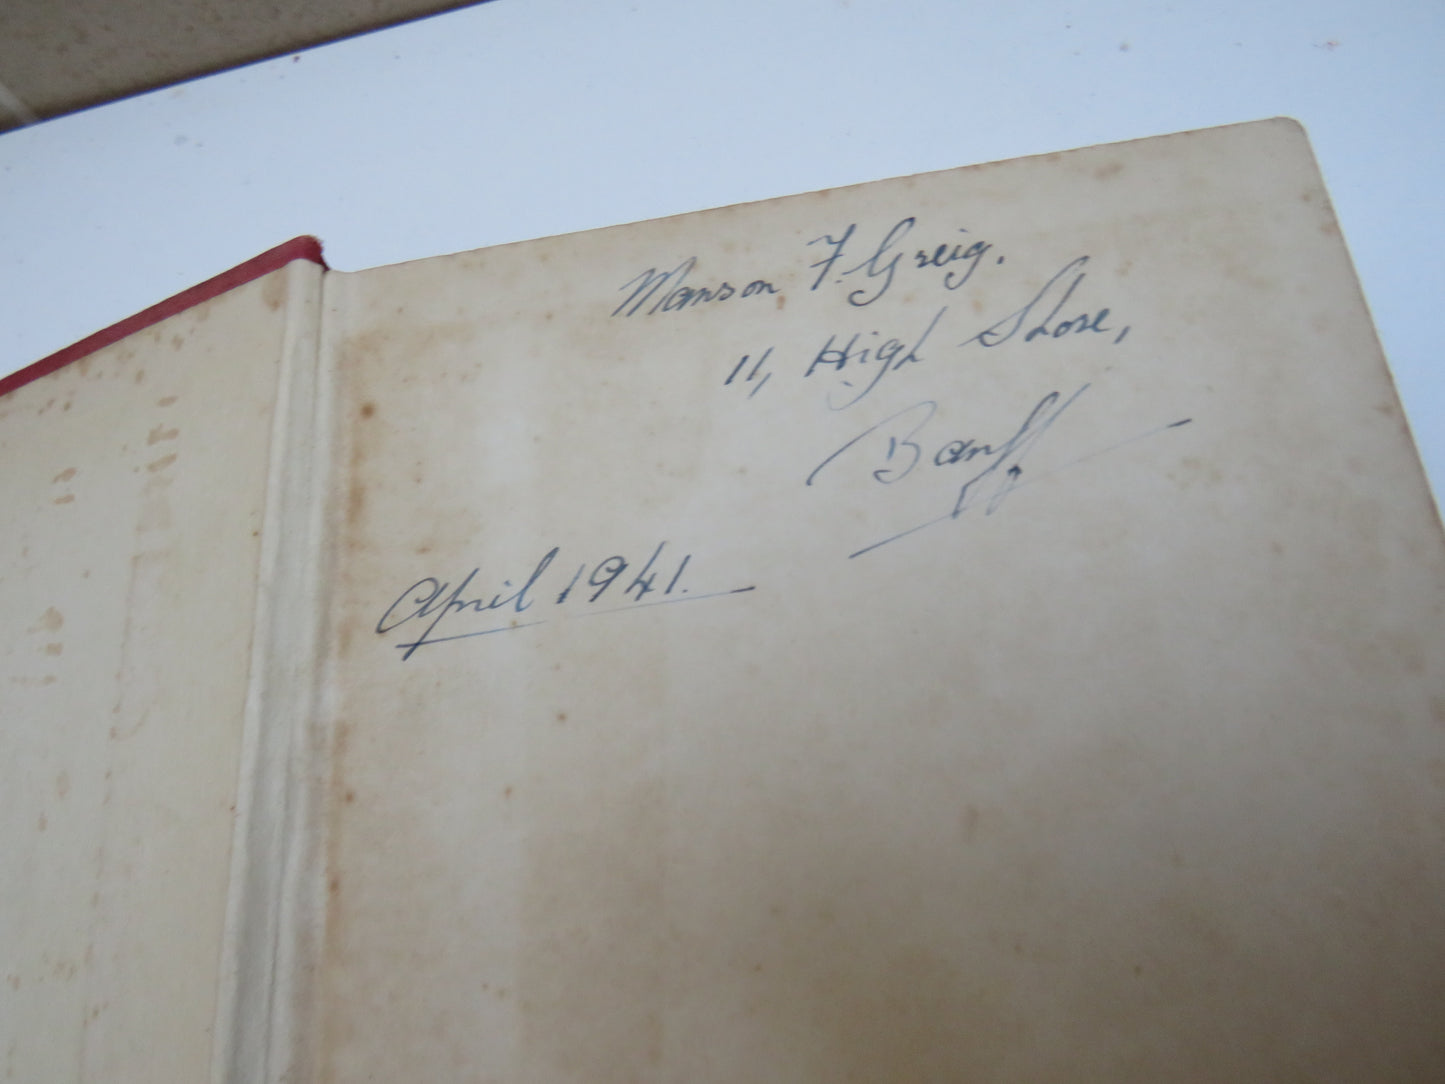 Manson F. Greig.
11, High Shore,
Banff
April 1941.